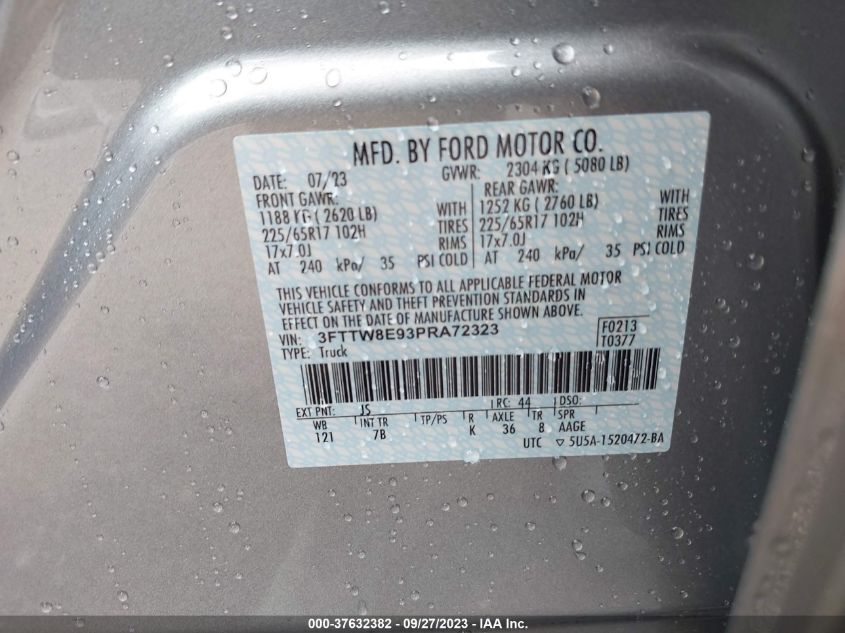 MFD. BY FORD MOTOR CO.
DATE: 07/23 GVWR: 2304 KG ( 5080 LB)
FRONT GAWR: REAR GAWR:
1188 KG ( 2620 LB) WITH 1252 KG ( 2760 LB) WITH
225/65R17 102H TIRES 225/65R17 102H TIRES
17x7.0J RIMS 17x7.0J RIMS
AT 240 kPa/ 35 PSI COLD AT 240 kPa/ 35 PSI COLD
THIS VEHICLE CONFORMS TO ALL APPLICABLE FEDERAL MOTOR
VEHICLE SAFETY AND THEFT PREVENTION STANDARDS IN
EFFECT ON THE DATE OF MANUFACTURE SHOWN ABOVE.
VIN: 3FTTW8E93PRA72323 F0213
TYPE: Truck T0377
EXT PNT: JS RC: 44 DSO:
WB INT TR TP/PS R AXLE TR SPR
121 7B K 36 8 AAGE
UTC ▽ 5U5A-1520472-BA
000-37632382 - 09/27/2023 - IAA Inc.